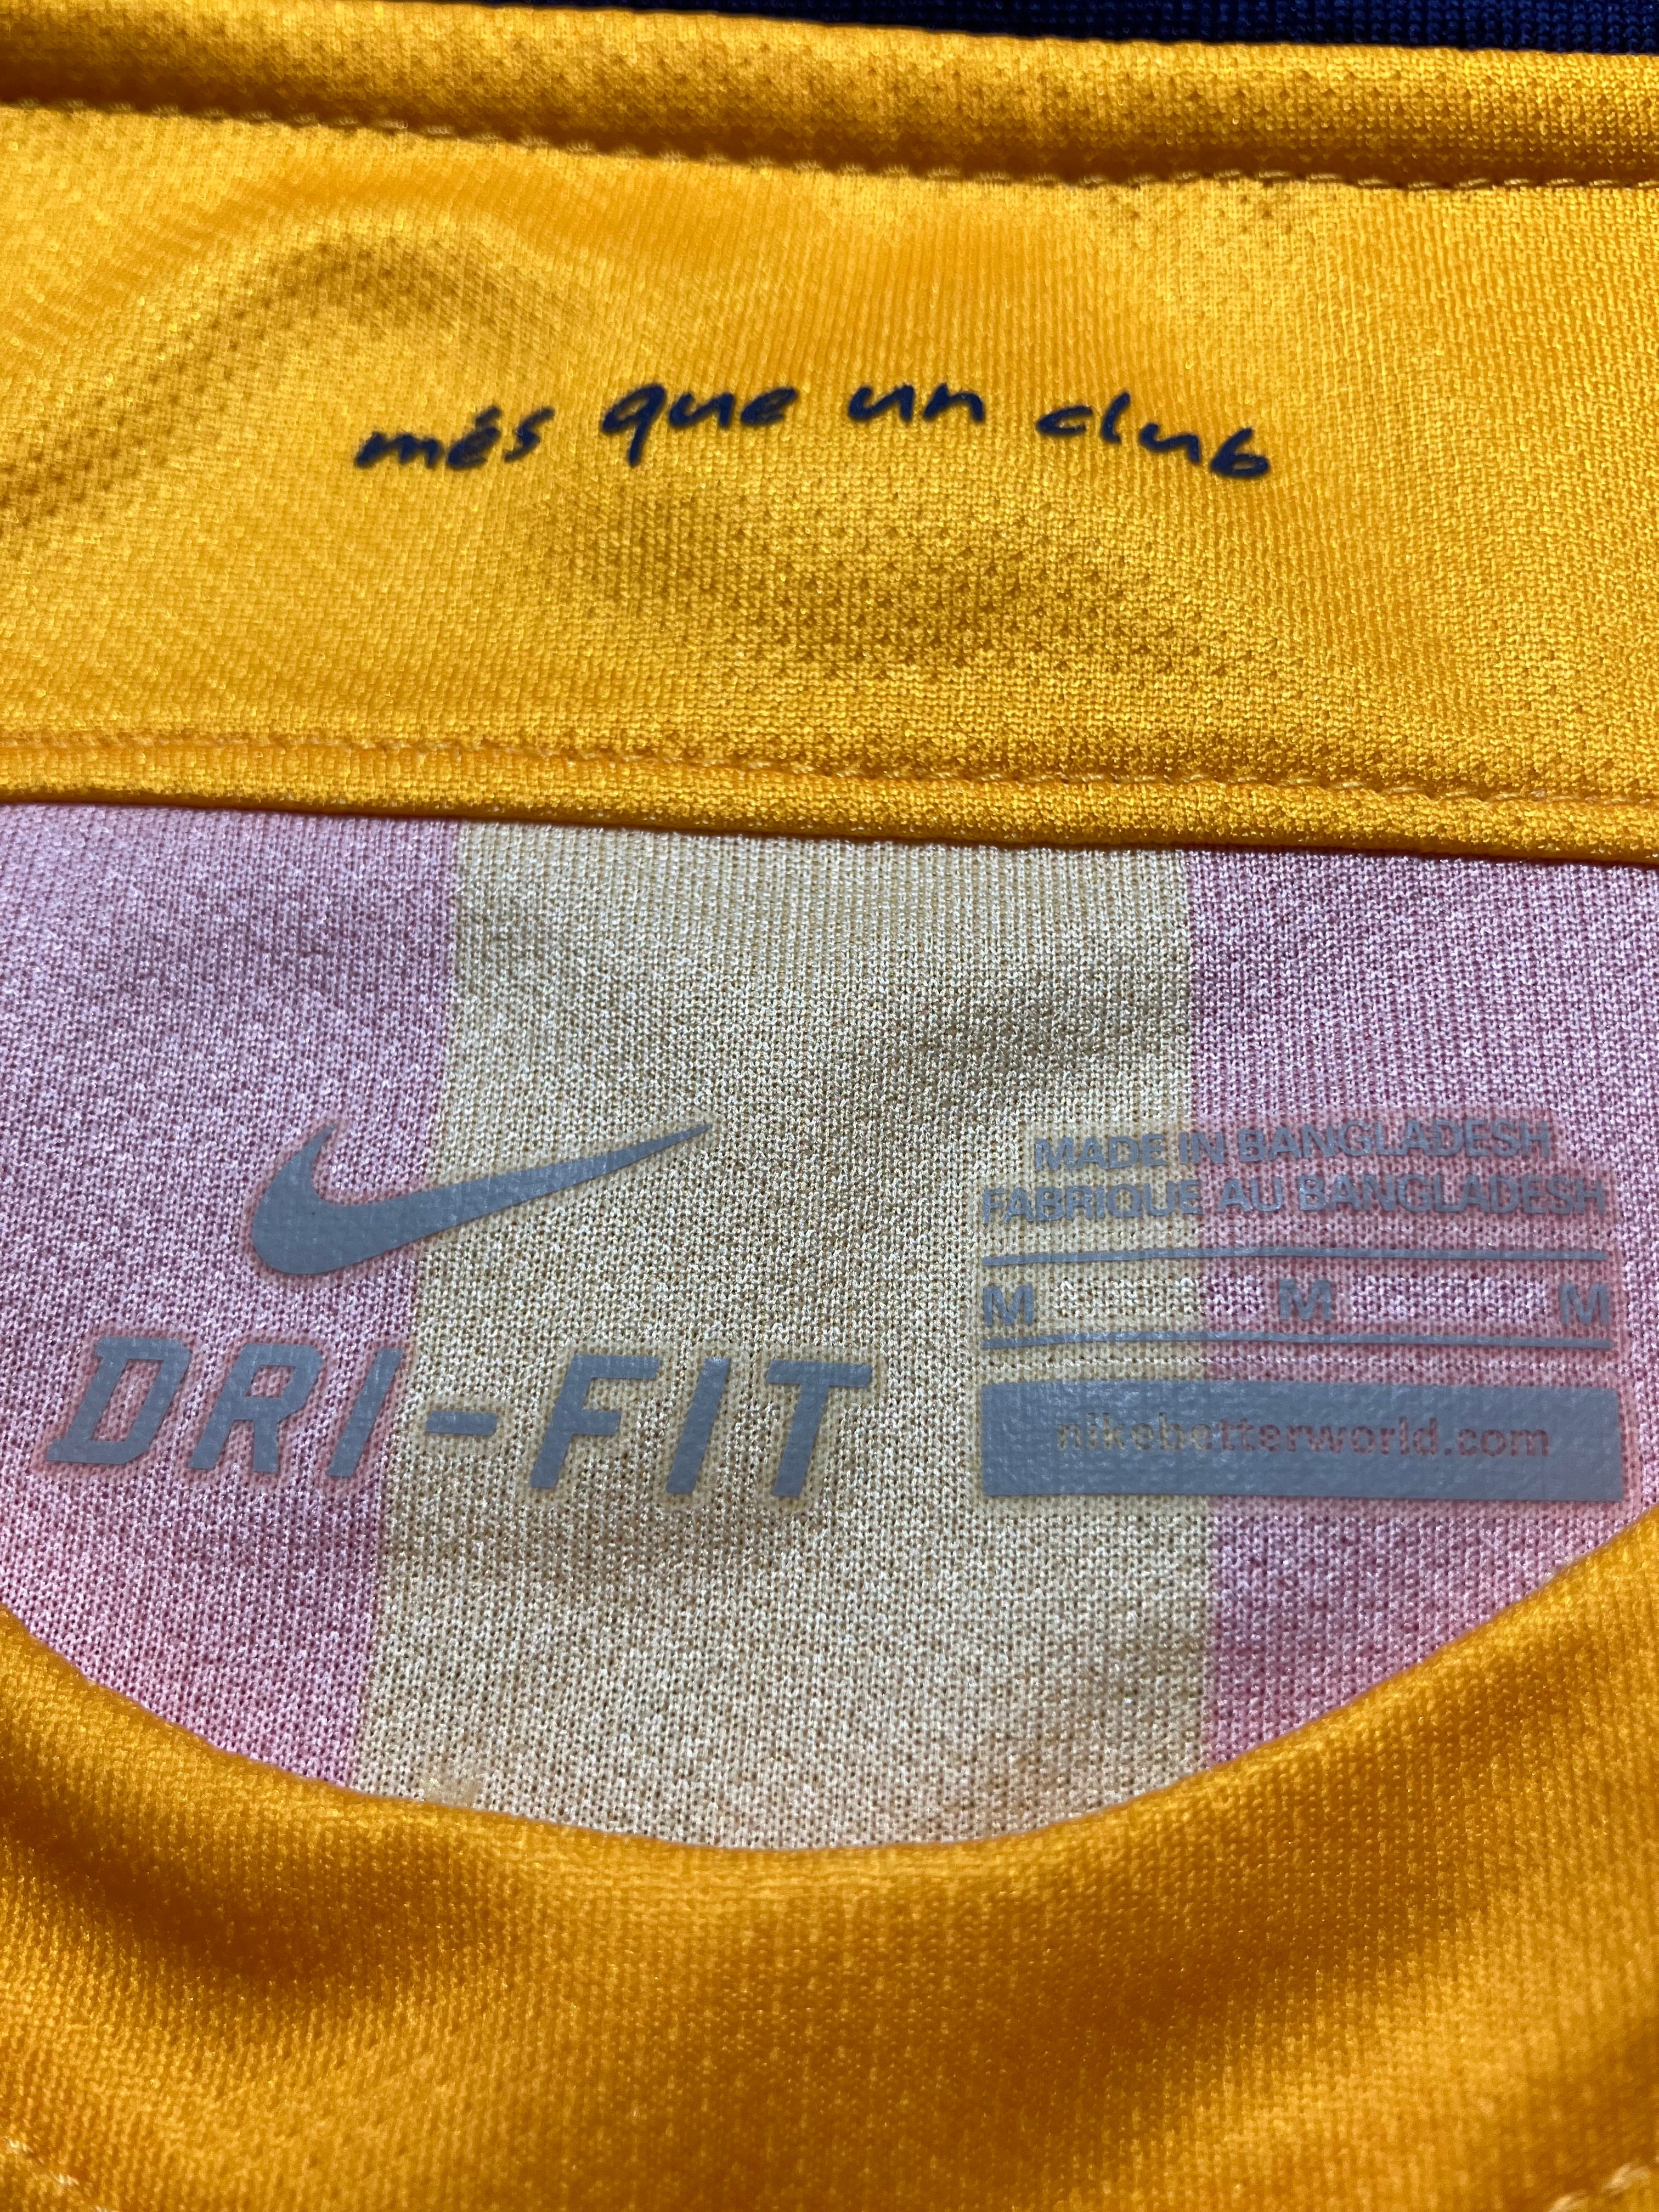 més que un club
MADE IN BANGLADESH
FABRIQUE AU BANGLADESH
M M M
DRI-FIT
nikebetterworld.com